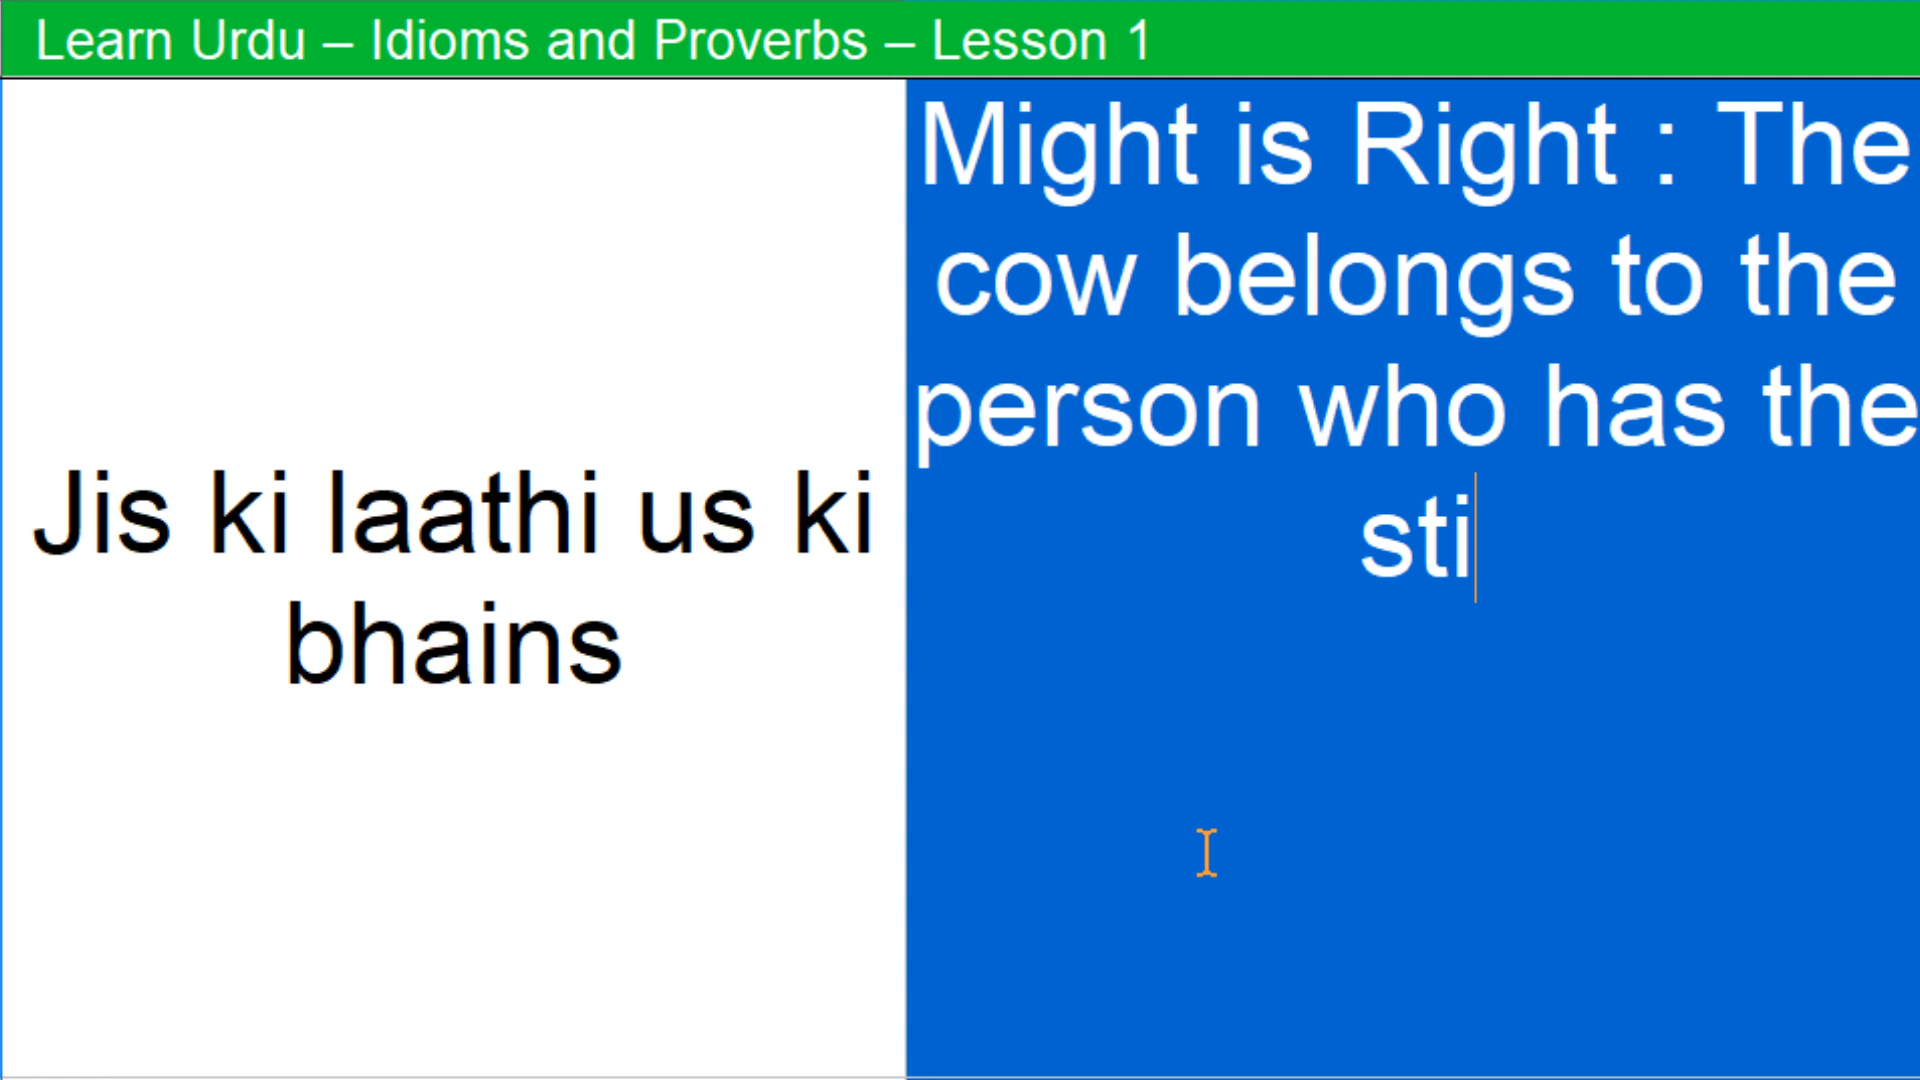 Learn Urdu – Idioms and Proverbs – Lesson 1
Jis ki laathi us ki
bhains
Might is Right : The
cow belongs to the
person who has the
sti